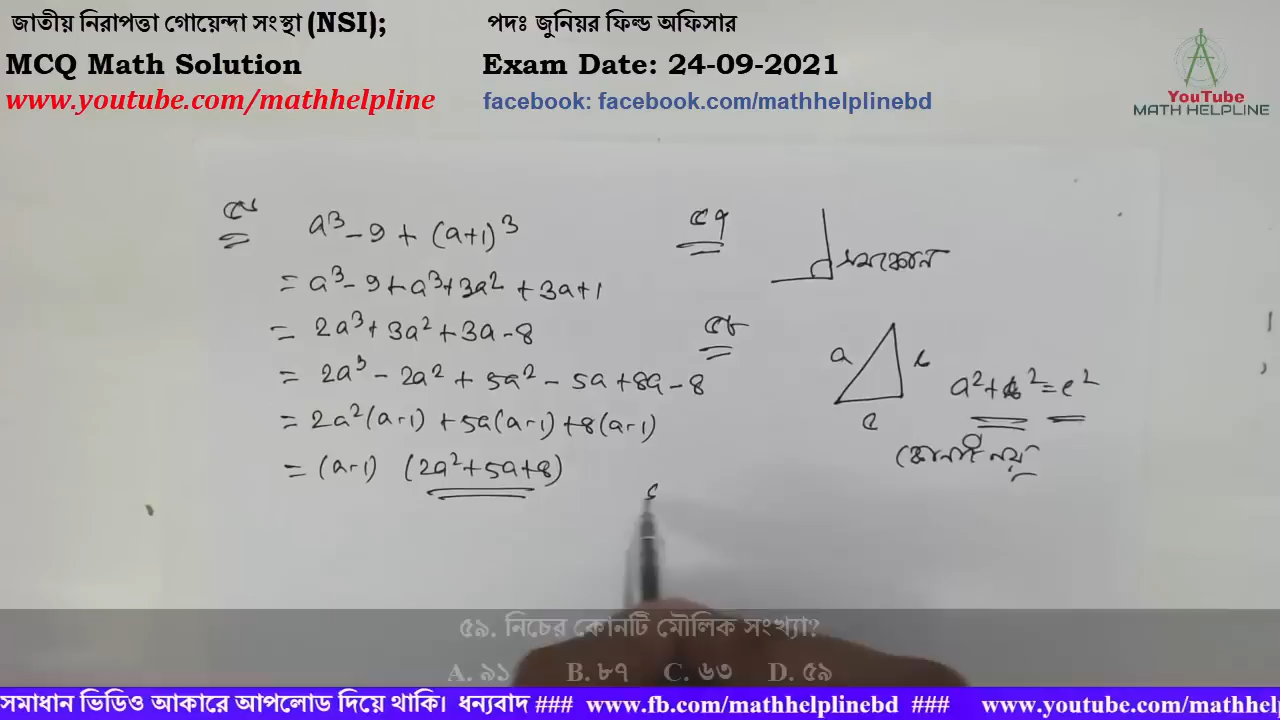 জাতীয় নিরাপত্তা গোয়েন্দা সংস্থা (NSI); পদঃ জুনিয়র ফিল্ড অফিসার
MCQ Math Solution Exam Date: 24-09-2021
www.youtube.com/mathhelpline facebook: facebook.com/mathhelplinebd
YouTube
MATH HELPLINE
a³ - 9 + (a+1)³
= a³ - 9 + a³ + 3a² + 3a + 1
= 2a³ + 3a² + 3a - 8
= 2a³ - 2a² + 5a² - 5a + 8a - 8
= 2a²(a-1) + 5a(a-1) + 8(a-1)
= (a-1) (2a² + 5a + 8)
৫৭
সমকোন
৫৮
a
c
কোনটি নয়
৫৯. নিচের কোনটি মৌলিক সংখ্যা?
A. ৯১ B. ৮৭ C. ৬৩ D. ৫৯
সমাধান ভিডিও আকারে আপলোড দিয়ে থাকি। ধন্যবাদ ### www.fb.com/mathhelplinebd ### www.youtube.com/mathhel